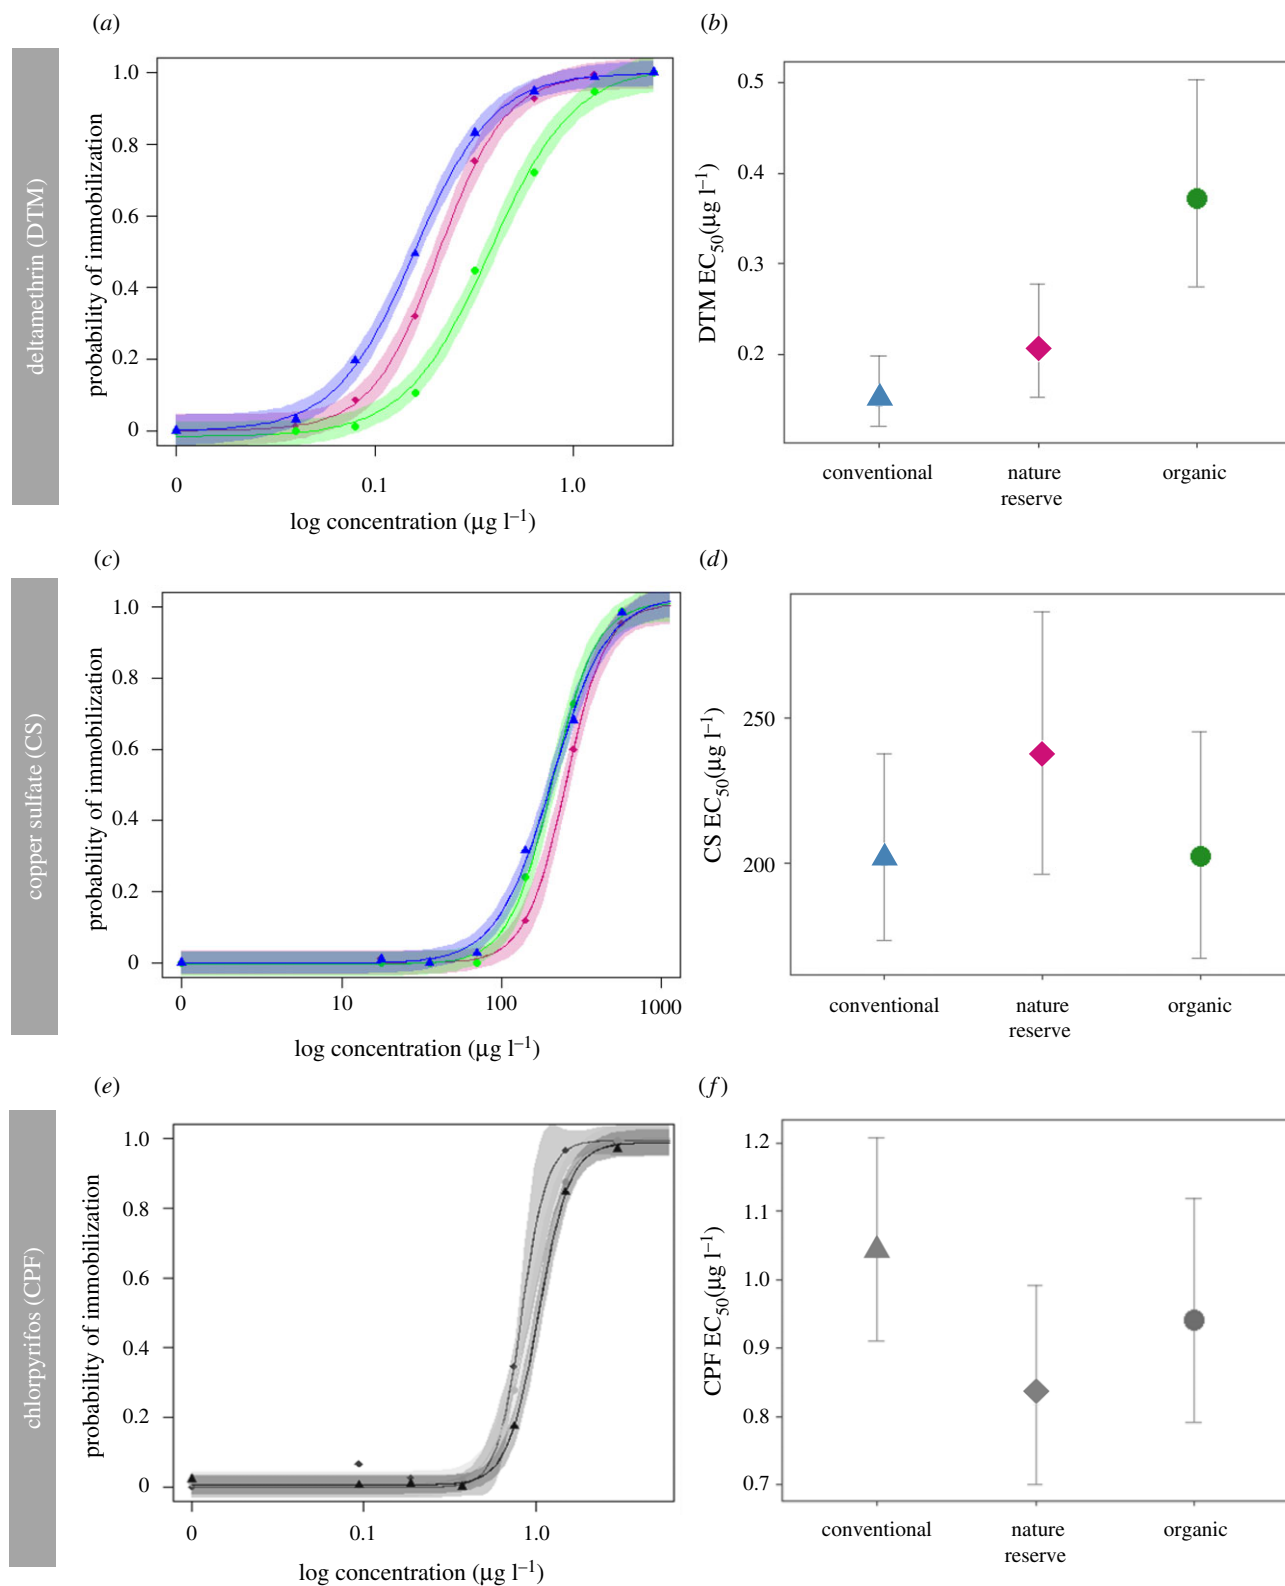 (a)
deltamethrin (DTM)
probability of immobilization
1.0
0.8
0.6
0.4
0.2
0
0
0.1
1.0
log concentration (µg l–1)
(b)
DTM EC50(µg l–1)
0.5
0.4
0.3
0.2
conventional
nature
reserve
organic
(c)
copper sulfate (CS)
probability of immobilization
1.0
0.8
0.6
0.4
0.2
0
0
10
100
1000
log concentration (µg l–1)
(d)
CS EC50(µg l–1)
250
200
conventional
nature
reserve
organic
(e)
chlorpyrifos (CPF)
probability of immobilization
1.0
0.8
0.6
0.4
0.2
0
0
0.1
1.0
log concentration (µg l–1)
(f)
CPF EC50(µg l–1)
1.2
1.1
1.0
0.9
0.8
0.7
conventional
nature
reserve
organic